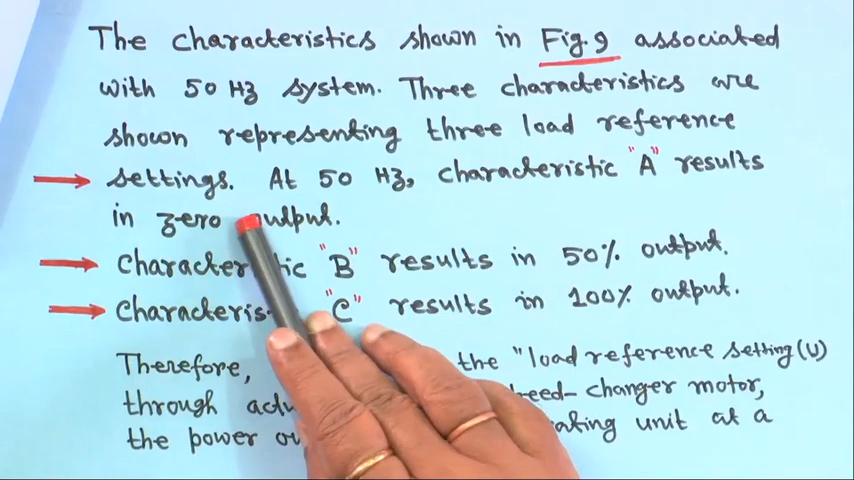 The characteristics shown in Fig.9 associated
with 50 Hz system. Three characteristics are
shown representing three load reference
settings. At 50 Hz, characteristic "A" results
in zero output.
Characteristic "B" results in 50% output.
Characteris "C" results in 100% output.
Therefore, the "load reference setting (U)
through speed-changer motor,
the power unit at a